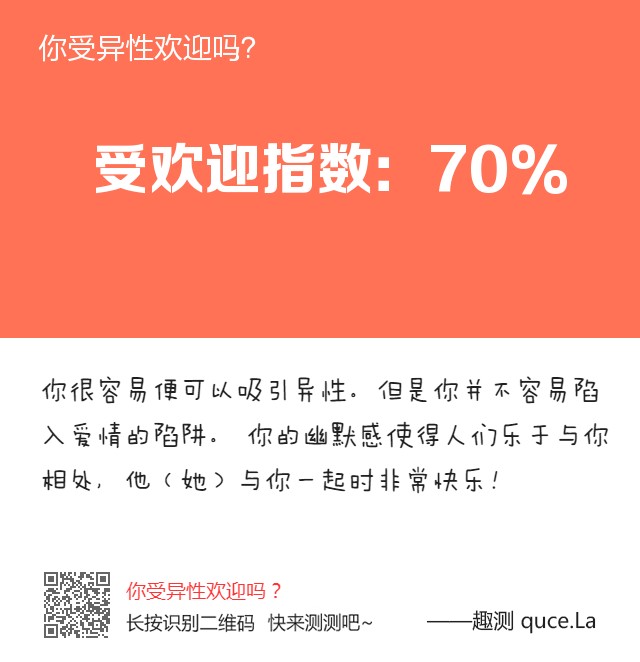 你受异性欢迎吗?
受欢迎指数: 70%
你很容易便可以吸引异性。但是你并不容易陷
入爱情的陷阱。 你的幽默感使得人们乐于与你
相处, 他(她)与你一起时非常快乐!
你受异性欢迎吗?
长按识别二维码 快来测测吧~
——趣测 quce.La